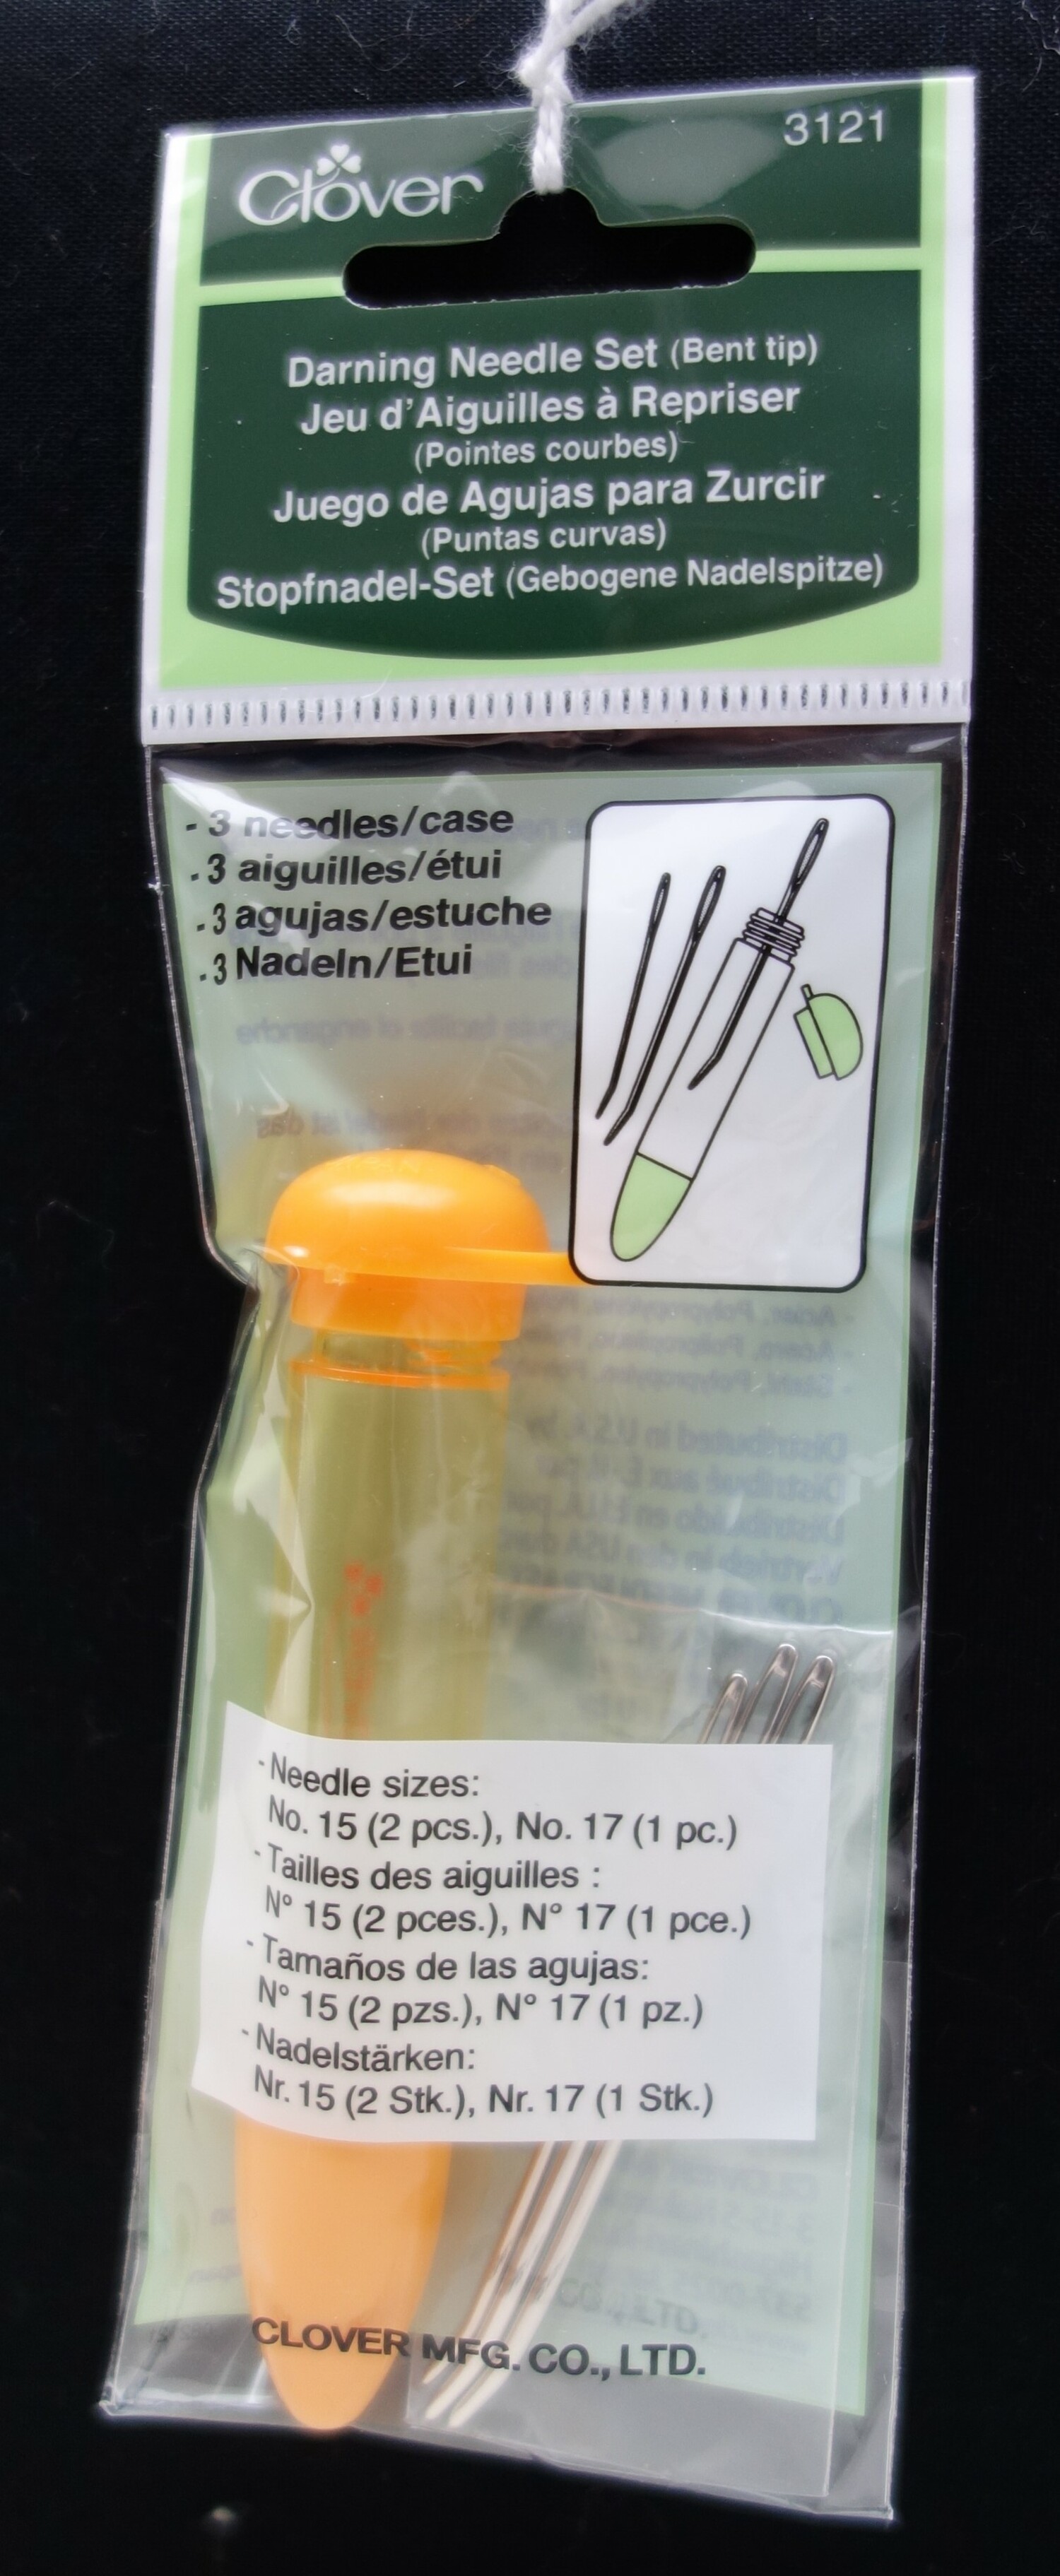 Clover
3121
Darning Needle Set (Bent tip)
Jeu d'Aiguilles à Repriser
(Pointes courbes)
Juego de Agujas para Zurcir
(Puntas curvas)
Stopfnadel-Set (Gebogene Nadelspitze)
- 3 needles/case
- 3 aiguilles/étui
- 3 agujas/estuche
- 3 Nadeln/Etui
- Needle sizes:
No. 15 (2 pcs.), No. 17 (1 pc.)
- Tailles des aiguilles :
N° 15 (2 pces.), N° 17 (1 pce.)
- Tamaños de las agujas:
N° 15 (2 pzs.), N° 17 (1 pz.)
- Nadelstärken:
Nr. 15 (2 Stk.), Nr. 17 (1 Stk.)
CLOVER MFG. CO., LTD.